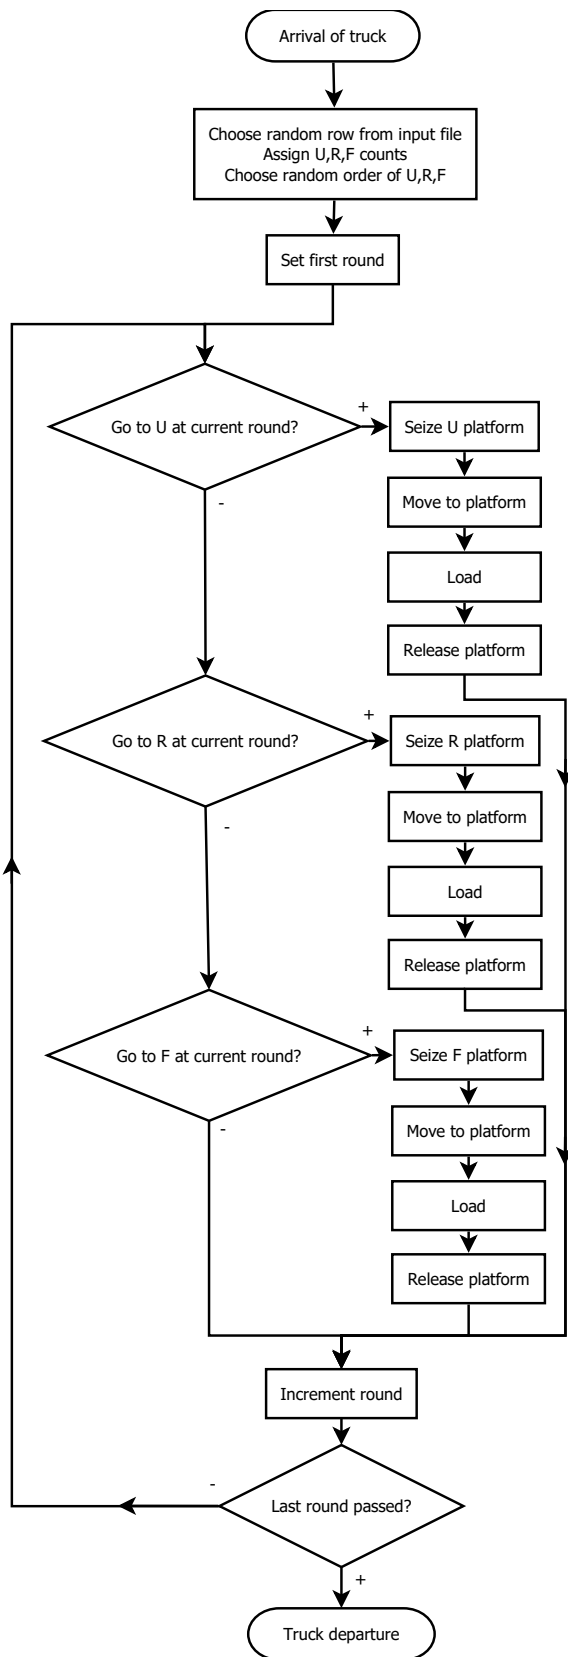 Arrival of truck
Choose random row from input file
Assign U,R,F counts
Choose random order of U,R,F
Set first round
Go to U at current round?
+
-
Seize U platform
Move to platform
Load
Release platform
Go to R at current round?
+
-
Seize R platform
Move to platform
Load
Release platform
Go to F at current round?
+
-
Seize F platform
Move to platform
Load
Release platform
Increment round
Last round passed?
-
+
Truck departure